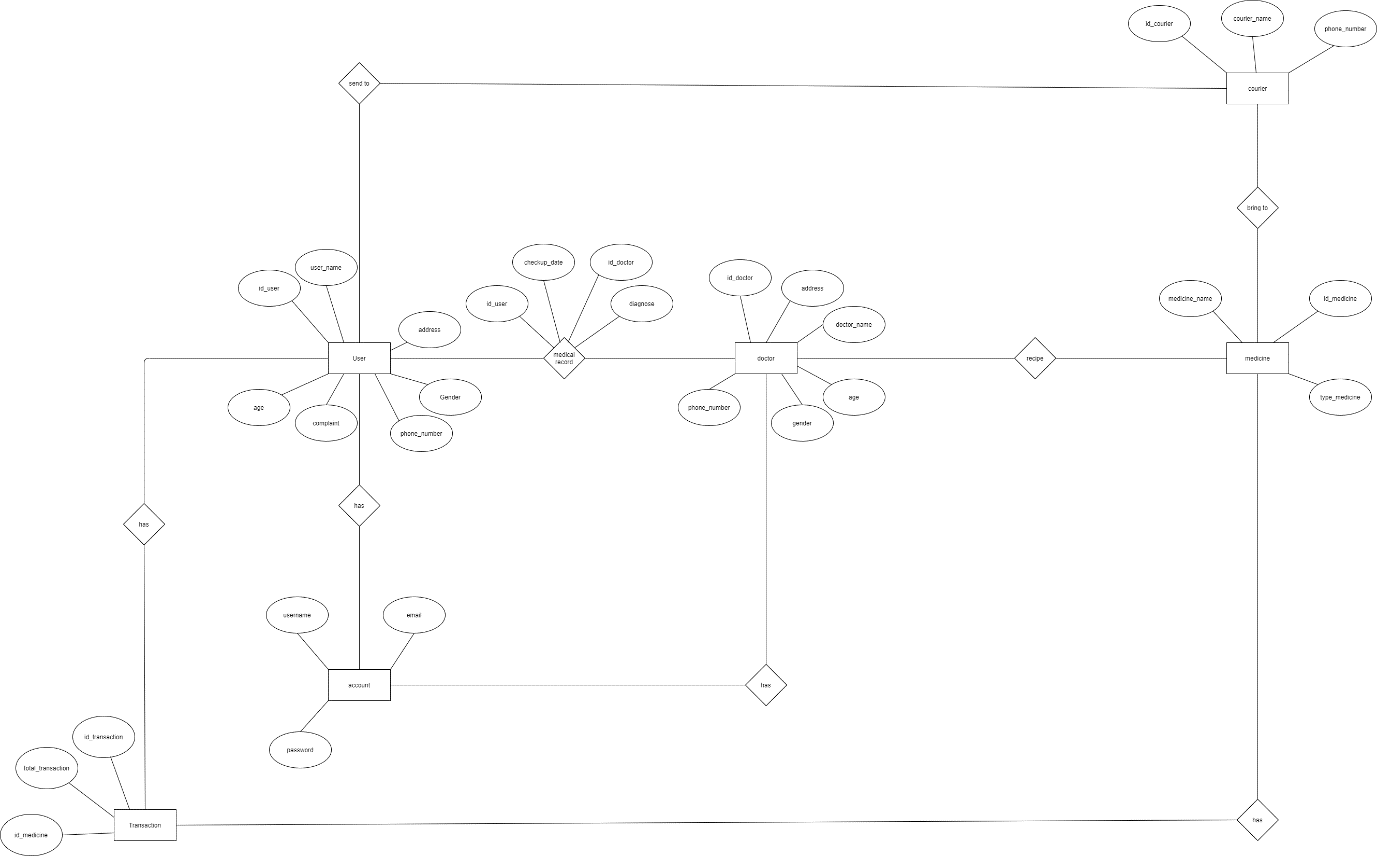 courier_name
id_courier
phone_number
send to
courier
bring to
checkup_date
id_doctor
user_name
id_doctor
id_user
address
medicine_name
id_medicine
id_user
diagnose
doctor_name
address
User
medical
record
doctor
recipe
medicine
Gender
age
type_medicine
age
phone_number
complaint
gender
phone_number
has
has
username
email
account
has
id_transaction
password
total_transaction
has
Transaction
id_medicine